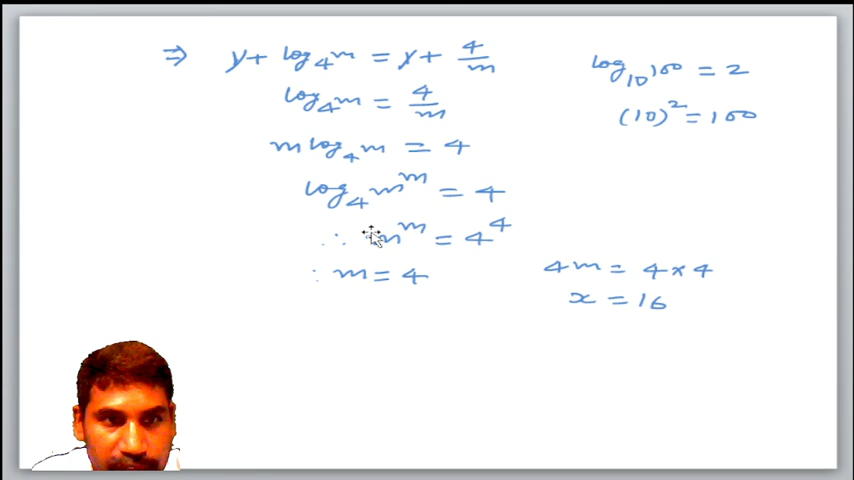 ⇒ y + log₄m = y + 4/m
log₄m = 4/m
m log₄m = 4
log₄m^m = 4
∴ m^m = 4^4
∴ m = 4
log₁₀100 = 2
(10)² = 100
4m = 4 × 4
x = 16